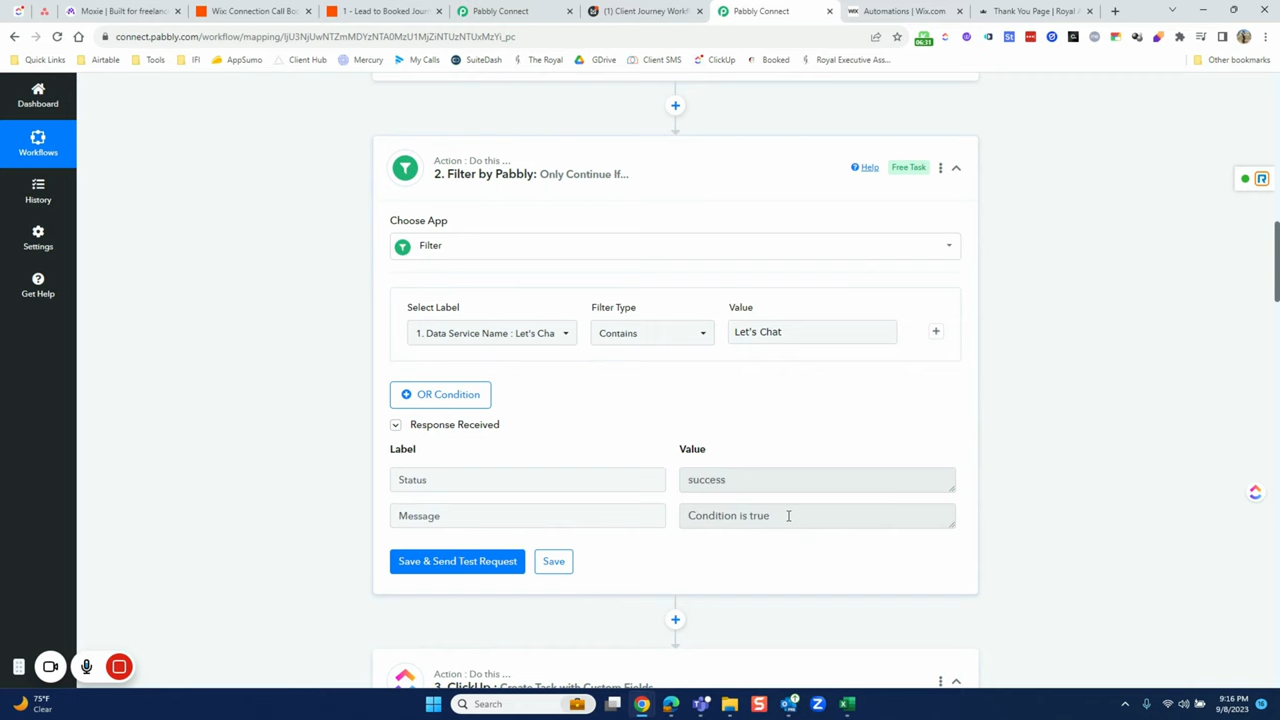 Moxie | Built for freelanc
Wix Connection Call Bo
1 - Lead to Booked Journ
Pabbly Connect
(1) Client Journey Workf
Pabbly Connect
Automations | Wix.com
Thank You Page | Royal
connect.pabbly.com/workflow/mapping/IjU3NjUwNTZmMDYzNTA0MzU1MjZiNTUzNTUxMzYi_pc
06:31
Quick Links
Airtable
Tools
IFI
AppSumo
Client Hub
Mercury
My Calls
SuiteDash
The Royal
GDrive
Client SMS
ClickUp
Booked
Royal Executive Ass...
Other bookmarks
Dashboard
Workflows
History
Settings
Get Help
Action : Do this ...
2. Filter by Pabbly: Only Continue If...
Help
Free Task
Choose App
Filter
Select Label
Filter Type
Value
1. Data Service Name : Let's Cha
Contains
Let's Chat
+
OR Condition
Response Received
Label
Value
Status
success
Message
Condition is true
Save & Send Test Request
Save
Action : Do this ...
3. ClickUp : Create Task with Custom Fields
75°F
Clear
Search
9:16 PM
9/8/2023